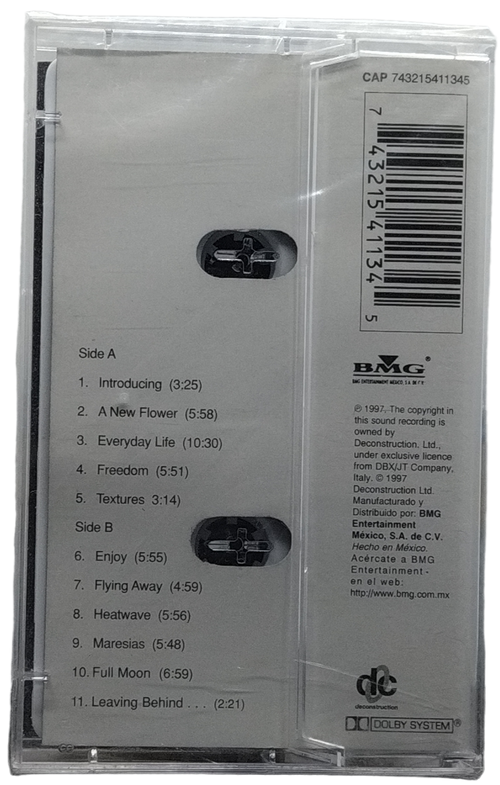 CAP 743215411345
7 43215 41134 5
Side A
1. Introducing (3:25)
2. A New Flower (5:58)
3. Everyday Life (10:30)
4. Freedom (5:51)
5. Textures 3:14)
Side B
6. Enjoy (5:55)
7. Flying Away (4:59)
8. Heatwave (5:56)
9. Maresias (5:48)
10. Full Moon (6:59)
11. Leaving Behind . . . (2:21)
BMG®
BMG ENTERTAINMENT MÉXICO, S.A. DE C.V.
℗ 1997. The copyright in
this sound recording is
owned by
Deconstruction. Ltd.,
under exclusive licence
from DBX/JT Company,
Italy. © 1997
Deconstruction Ltd.
Manufacturado y
Distribuido por: BMG
Entertainment
México, S.A. de C.V.
Hecho en México.
Acércate a BMG
Entertainment -
en el web:
http://www.bmg.com.mx
dc
deconstruction
DOLBY SYSTEM®